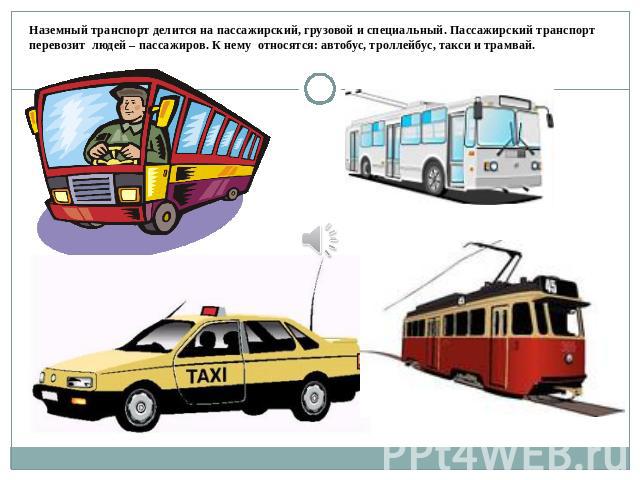 Наземный транспорт делится на пассажирский, грузовой и специальный. Пассажирский транспорт
перевозит людей – пассажиров. К нему относятся: автобус, троллейбус, такси и трамвай.
45
TAXI
PPt4WEB.ru